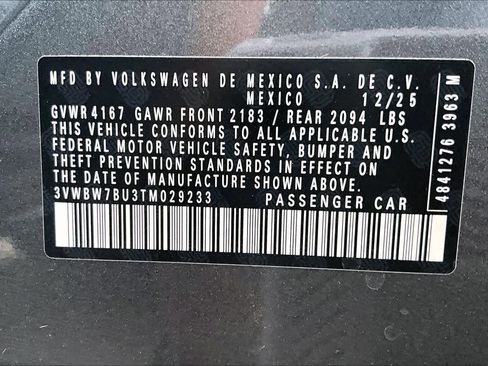 MFD BY VOLKSWAGEN DE MEXICO S.A. DE C.V.
MEXICO 12/25
GVWR 4167 GAWR FRONT 2183 / REAR 2094 LBS
THIS VEHICLE CONFORMS TO ALL APPLICABLE U.S.
FEDERAL MOTOR VEHICLE SAFETY, BUMPER AND
THEFT PREVENTION STANDARDS IN EFFECT ON
THE DATE OF MANUFACTURE SHOWN ABOVE.
3VWBW7BU3TM029233 PASSENGER CAR
4841276 3963 M